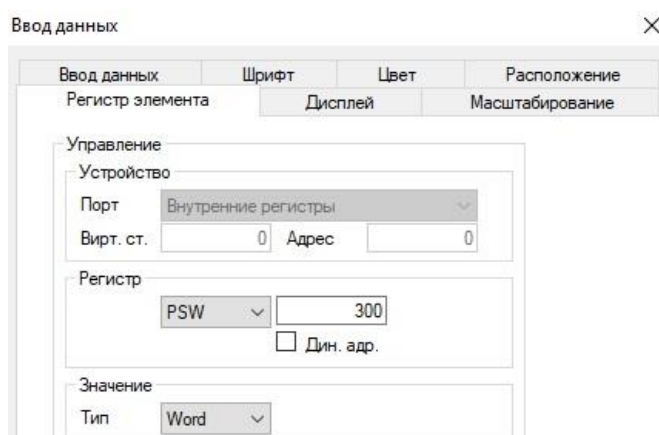 Ввод данных
Ввод данных Шрифт Цвет Расположение
Регистр элемента Дисплей Масштабирование
Управление
Устройство
Порт Внутренние регистры
Вирт. ст. 0 Адрес 0
Регистр
PSW 300
Дин. адр.
Значение
Тип Word